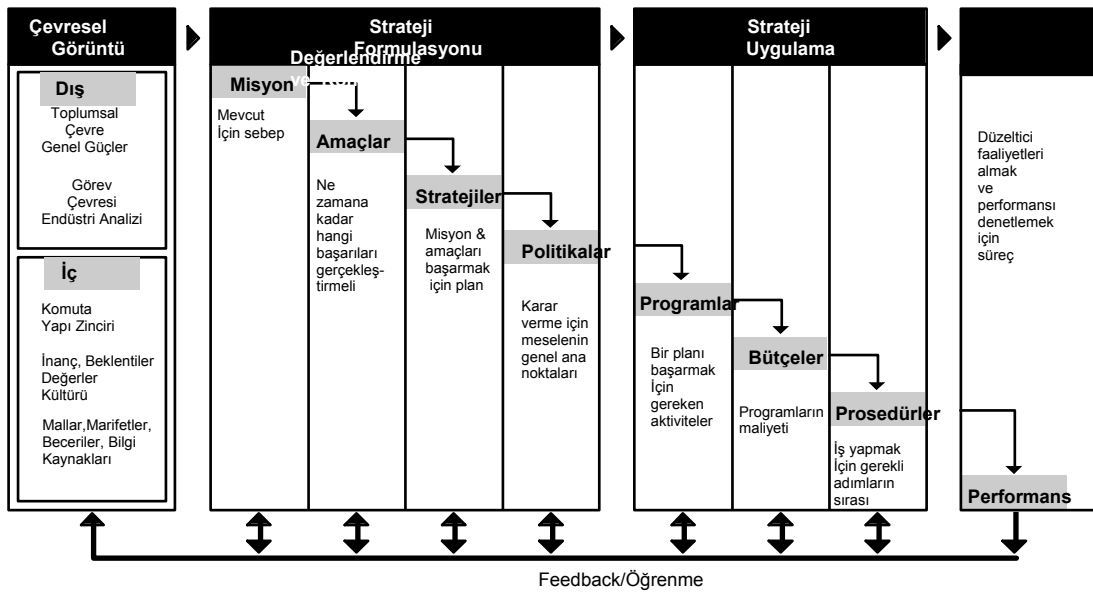 Çevresel
Görüntü
Strateji
Formulasyonu
Strateji
Uygulama
Değerlendirme
ve
Dış
Toplumsal
Çevre
Genel Güçler
Görev
Çevresi
Endüstri Analizi
İç
Komuta
Yapı Zinciri
İnanç, Beklentiler
Değerler
Kültürü
Mallar,Marifetler,
Beceriler, Bilgi
Kaynakları
Misyon
Mevcut
İçin sebep
Amaçlar
Ne
zamana
kadar
hangi
başarıları
gerçekleş-
tirmeli
Stratejiler
Misyon &
amaçları
başarmak
için plan
Politikalar
Karar
verme için
meselenin
genel ana
noktaları
Programlar
Bir planı
başarmak
İçin
gereken
aktiviteler
Bütçeler
Programların
maliyeti
Prosedürler
İş yapmak
İçin gerekli
adımların
sırası
Düzeltici
faaliyetleri
almak
ve
performansı
denetlemek
için
süreç
Performans
Feedback/Öğrenme